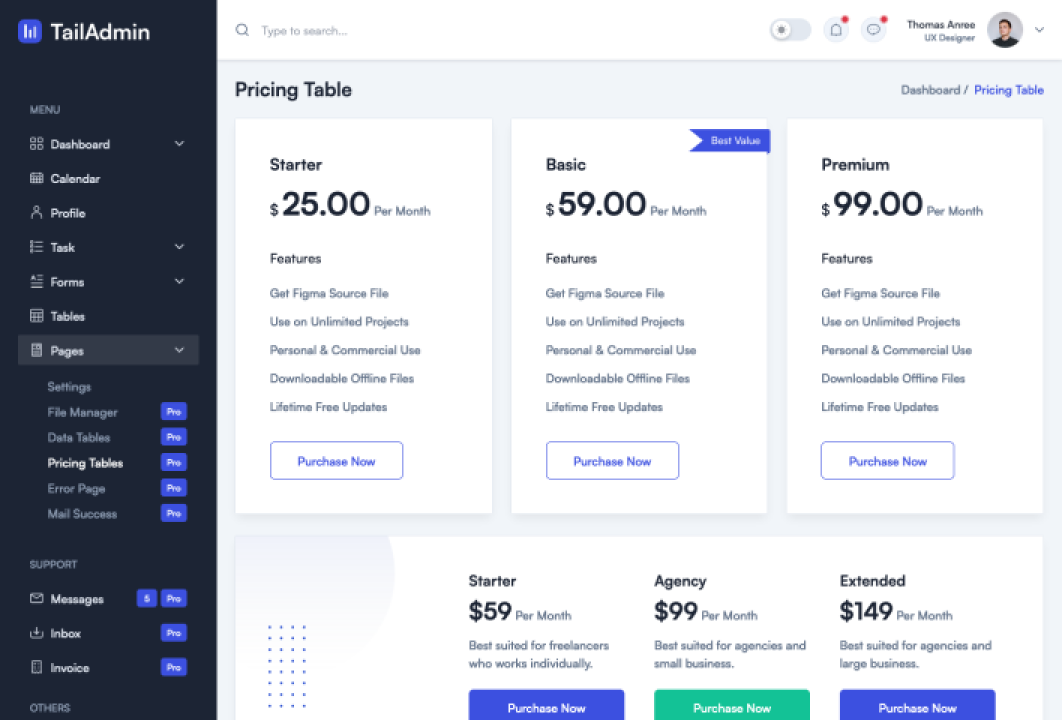 TailAdmin
MENU
Dashboard
Calendar
Profile
Task
Forms
Tables
Pages
Settings
File Manager Pro
Data Tables Pro
Pricing Tables Pro
Error Page Pro
Mail Success Pro
SUPPORT
Messages 5 Pro
Inbox Pro
Invoice Pro
OTHERS
Type to search...
Thomas Anree
UX Designer
Pricing Table
Dashboard / Pricing Table
Starter
$ 25.00 Per Month
Features
Get Figma Source File
Use on Unlimited Projects
Personal & Commercial Use
Downloadable Offline Files
Lifetime Free Updates
Purchase Now
Best Value
Basic
$ 59.00 Per Month
Features
Get Figma Source File
Use on Unlimited Projects
Personal & Commercial Use
Downloadable Offline Files
Lifetime Free Updates
Purchase Now
Premium
$ 99.00 Per Month
Features
Get Figma Source File
Use on Unlimited Projects
Personal & Commercial Use
Downloadable Offline Files
Lifetime Free Updates
Purchase Now
Starter
$59 Per Month
Best suited for freelancers
who works individually.
Purchase Now
Agency
$99 Per Month
Best suited for agencies and
small business.
Purchase Now
Extended
$149 Per Month
Best suited for agencies and
large business.
Purchase Now